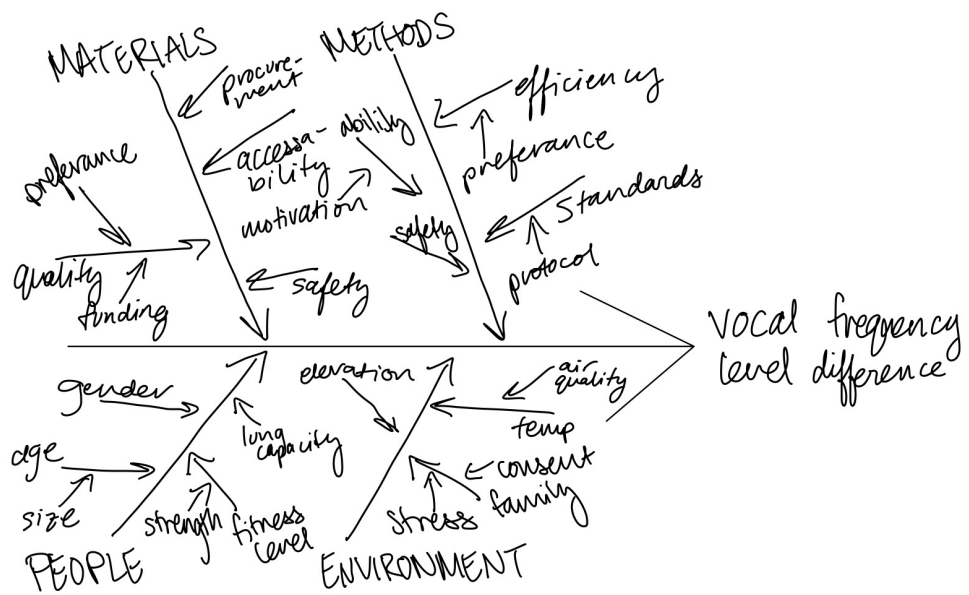 MATERIALS
METHODS
procure-
ment
efficiency
accessa-
bility
ability
preferance
preferance
motivation
standards
safety
protocol
quality
funding
safety
vocal frequency
level difference
gender
elevation
air
quality
lung
capacity
temp
age
consent
family
size
strength
fitness
level
stress
PEOPLE
ENVIRONMENT